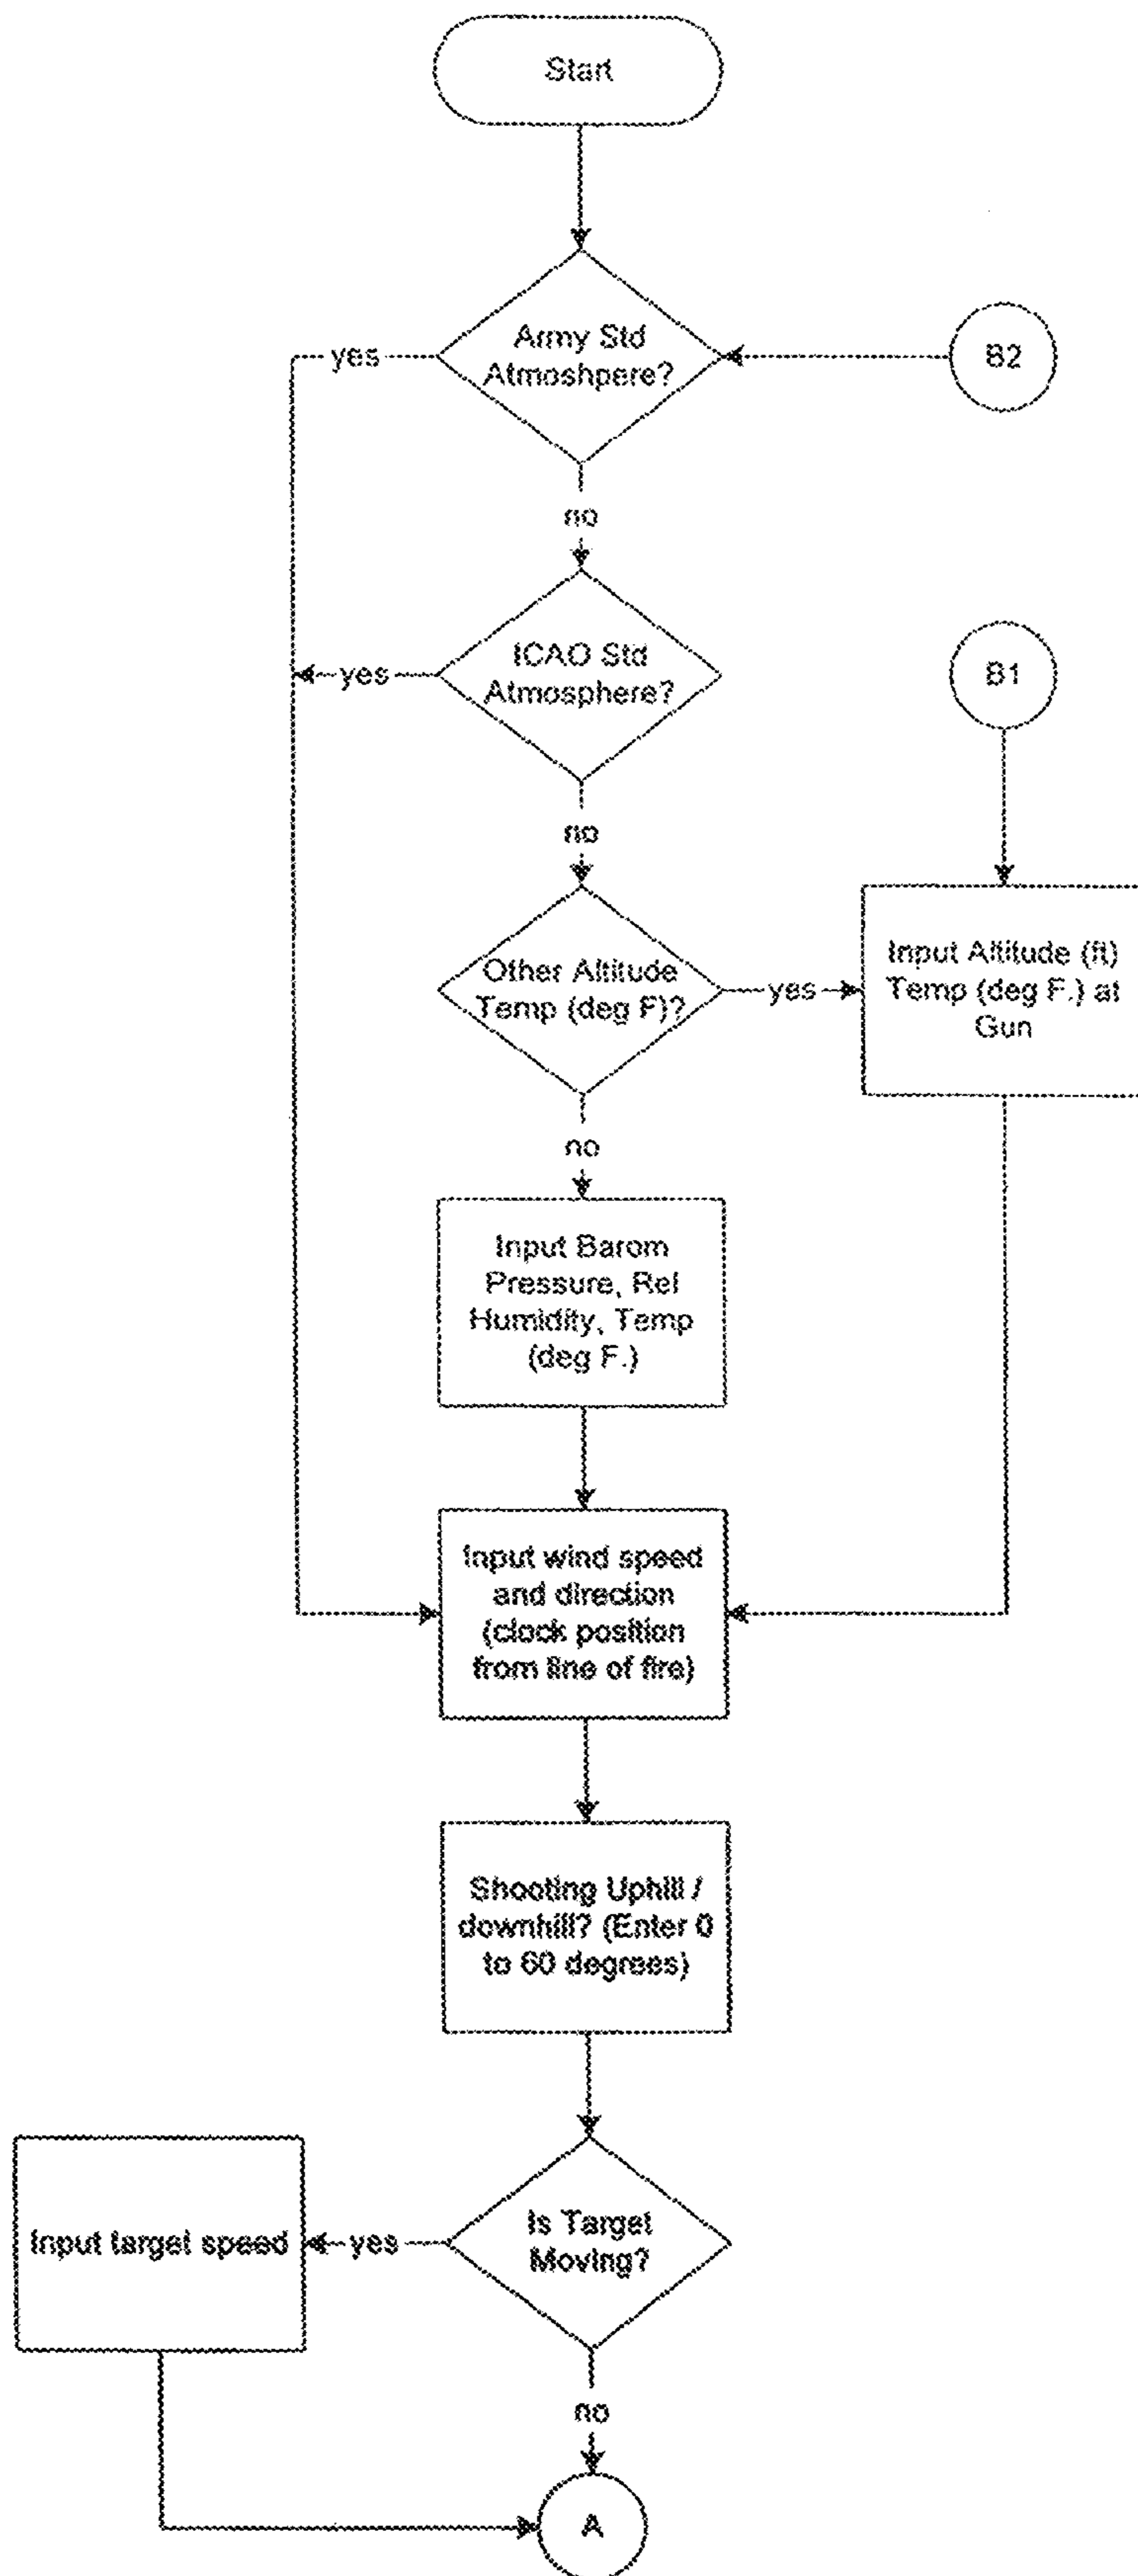 Start
Army Std
Atmoshpere?
yes
B2
no
ICAO Std
Atmosphere?
yes
B1
no
Other Altitude
Temp (deg F)?
yes
Input Altitude (ft)
Temp (deg F.) at
Gun
no
Input Barom
Pressure, Rel
Humidity, Temp
(deg F.)
Input wind speed
and direction
(clock position
from line of fire)
Shooting Uphill /
downhill? (Enter 0
to 60 degrees)
Is Target
Moving?
yes
Input target speed
no
A